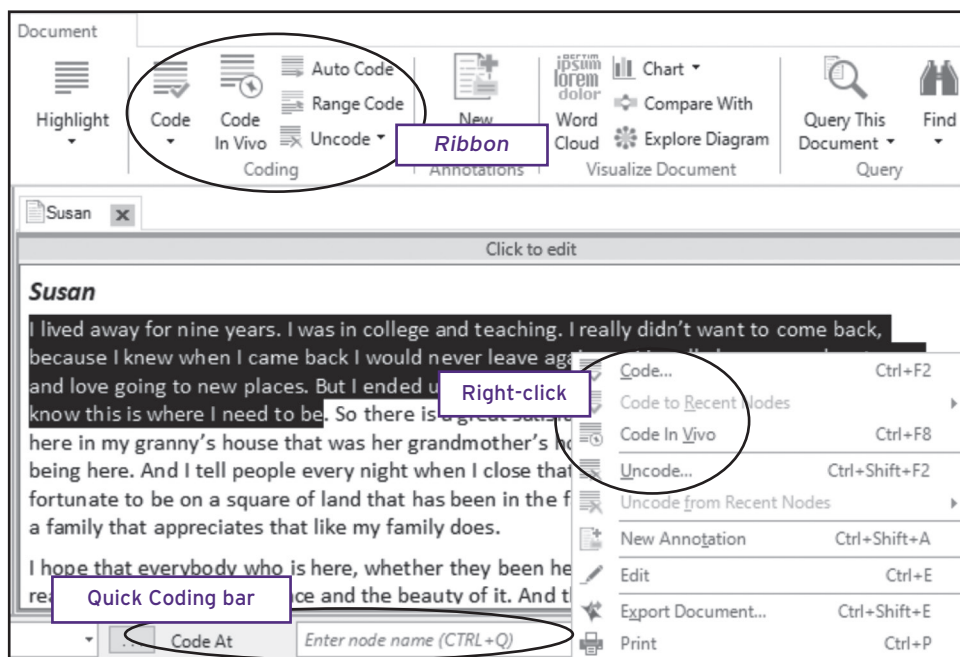 Document
Highlight
Code
Code
In Vivo
Auto Code
Range Code
Uncode
Coding
Ribbon
New
Annotations
ipsum
lorem
dolor
Word
Cloud
Chart
Compare With
Explore Diagram
Visualize Document
Query This
Document
Find
Query
Susan
Click to edit
Susan
I lived away for nine years. I was in college and teaching. I really didn't want to come back,
because I knew when I came back I would never leave
and love going to new places. But I ended
know this is where I need to be. So there is a great
here in my granny's house that was her grandmother's
being here. And I tell people every night when I close that
fortunate to be on a square of land that has been in the
a family that appreciates that like my family does.
I hope that everybody who is here, whether they been
and the beauty of it. And
Right-click
Code... Ctrl+F2
Code to Recent Nodes
Code In Vivo Ctrl+F8
Uncode... Ctrl+Shift+F2
Uncode from Recent Nodes
New Annotation Ctrl+Shift+A
Edit Ctrl+E
Export Document... Ctrl+Shift+E
Print Ctrl+P
Quick Coding bar
...
Code At
Enter node name (CTRL+Q)